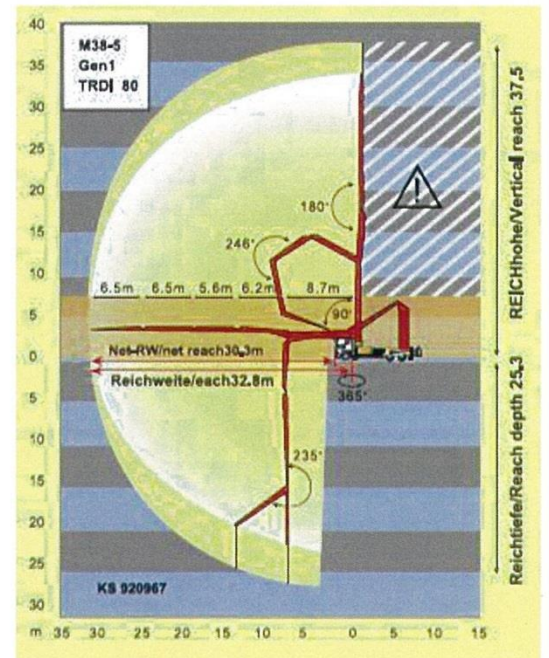 40
35
30
25
20
15
10
5
0
5
10
15
20
25
30
M38-5
Gen1
TRDI 80
180°
246°
6.5m 6.5m 5.6m 6.2m 8.7m
90°
Net-RW/net reach30.3m
Reichweite/each32.8m
365°
235°
KS 920967
m 35 30 25 20 15 10 5 0 5 10 15
REICHhohe/Vertical reach 37,5
Reichtiefe/Reach depth 25,3